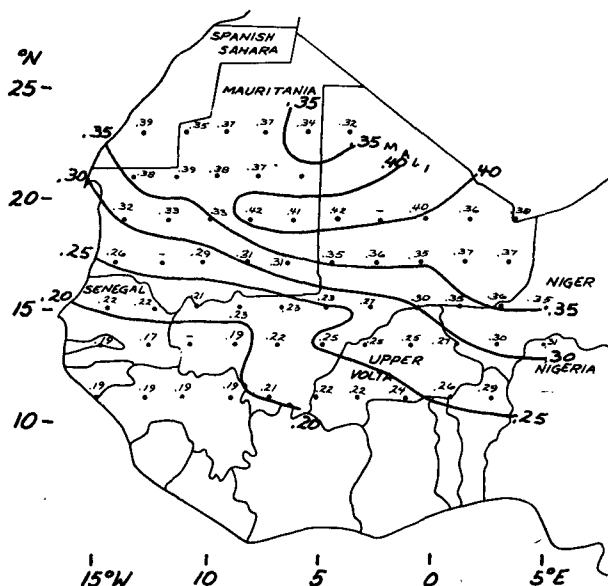 SPANISH
SAHARA
°N
25 -
MAURITANIA
.35
.39 .35 .37 .37 .34 .32
.35
.35 MALI
.40
.40
.30
.38 .39 .38 .37
20 -
.32 .33 .33 .42 .41 .42 - .40 .36 .38
.25
.26 - .29 .31 .31 .35 .35 .35 .37 .37
NIGER
.20
SENEGAL
15 -
.22 .22 .21 .23 .23 .27 .30 .35 .36 .35
.35
.23
.19 .17 .22 .25 .25 .25 .27 .30 .31
.30
UPPER
VOLTA
NIGERIA
.19 .19 .19 .19 .21 .22 .22 .24 .26 .29
.25
10 -
.20
15°W 10 5 0 5°E